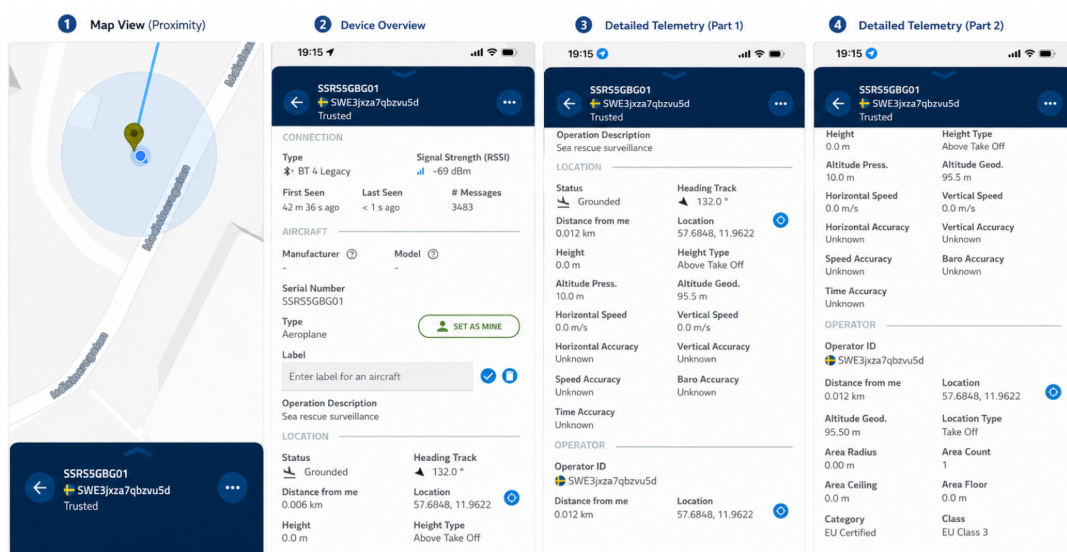 1 Map View (Proximity)
Medicinaregatan
Medicinaregatan
Medicinaregatan
SSRS5GBG01
SWE3jxza7qbzvu5d
Trusted
2 Device Overview
19:15
SSRS5GBG01
SWE3jxza7qbzvu5d
Trusted
CONNECTION
Type Signal Strength (RSSI)
BT 4 Legacy -69 dBm
First Seen Last Seen # Messages
42 m 36 s ago < 1 s ago 3483
AIRCRAFT
Manufacturer ? Model ?
- -
Serial Number
SSRS5GBG01
Type
Aeroplane
SET AS MINE
Label
Enter label for an aircraft
Operation Description
Sea rescue surveillance
LOCATION
Status Heading Track
Grounded 132.0 °
Distance from me Location
0.006 km 57.6848, 11.9622
Height Height Type
0.0 m Above Take Off
3 Detailed Telemetry (Part 1)
19:15
SSRS5GBG01
SWE3jxza7qbzvu5d
Trusted
Operation Description
Sea rescue surveillance
LOCATION
Status Heading Track
Grounded 132.0 °
Distance from me Location
0.012 km 57.6848, 11.9622
Height Height Type
0.0 m Above Take Off
Altitude Press. Altitude Geod.
10.0 m 95.5 m
Horizontal Speed Vertical Speed
0.0 m/s 0.0 m/s
Horizontal Accuracy Vertical Accuracy
Unknown Unknown
Speed Accuracy Baro Accuracy
Unknown Unknown
Time Accuracy
Unknown
OPERATOR
Operator ID
SWE3jxza7qbzvu5d
Distance from me Location
0.012 km 57.6848, 11.9622
4 Detailed Telemetry (Part 2)
19:15
SSRS5GBG01
SWE3jxza7qbzvu5d
Trusted
Height Height Type
0.0 m Above Take Off
Altitude Press. Altitude Geod.
10.0 m 95.5 m
Horizontal Speed Vertical Speed
0.0 m/s 0.0 m/s
Horizontal Accuracy Vertical Accuracy
Unknown Unknown
Speed Accuracy Baro Accuracy
Unknown Unknown
Time Accuracy
Unknown
OPERATOR
Operator ID
SWE3jxza7qbzvu5d
Distance from me Location
0.012 km 57.6848, 11.9622
Altitude Geod. Location Type
95.50 m Take Off
Area Radius Area Count
0.00 m 1
Area Ceiling Area Floor
0.0 m 0.0 m
Category Class
EU Certified EU Class 3